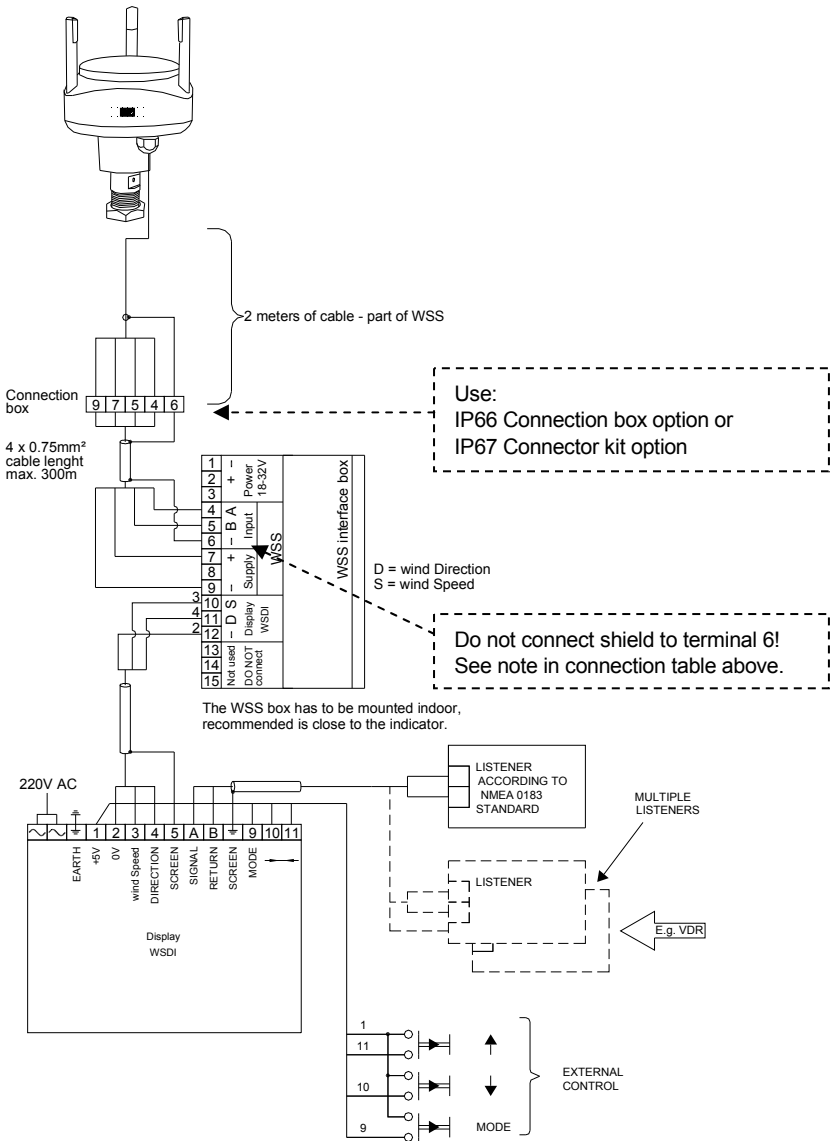 2 meters of cable - part of WSS
Connection
box
9 7 5 4 6
Use:
IP66 Connection box option or
IP67 Connector kit option
4 x 0.75mm²
cable lenght
max. 300m
1 –
2 +
3
Power
18-32V
4 A
5 B
6 –
Input
7 +
8
9 –
Supply
WSS
WSS interface box
D = wind Direction
S = wind Speed
3
4
2
10 S
11 D
12 –
Display
WSDI
13
14
15
Not used
DO NOT
connect
Do not connect shield to terminal 6!
See note in connection table above.
The WSS box has to be mounted indoor,
recommended is close to the indicator.
220V AC
1 2 3 4 5 A B 9 10 11
EARTH
+5V
0V
wind Speed
DIRECTION
SCREEN
SIGNAL
RETURN
SCREEN
MODE
Display
WSDI
LISTENER
ACCORDING TO
NMEA 0183
STANDARD
MULTIPLE
LISTENERS
LISTENER
E.g. VDR
1
11
10
9
MODE
EXTERNAL
CONTROL